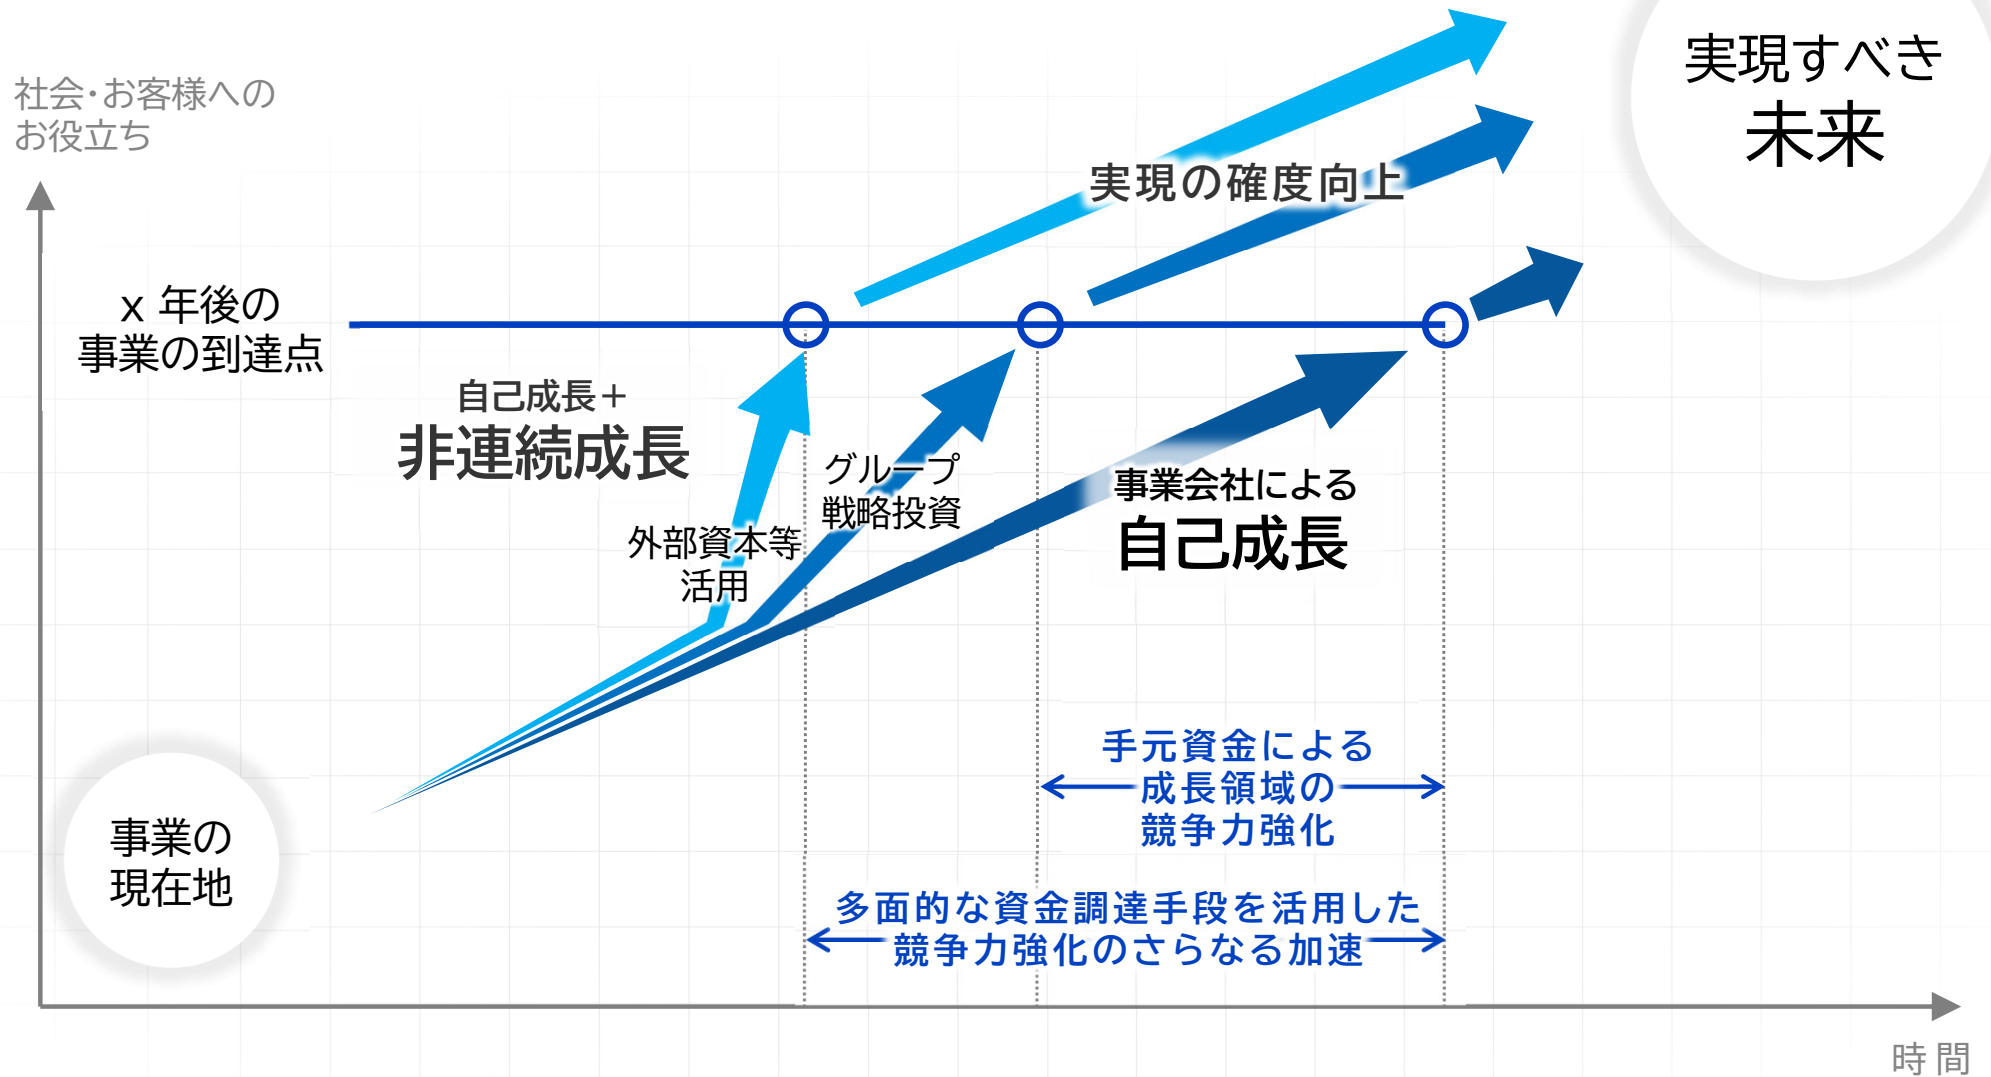 実現すべき
未来
社会・お客様への
お役立ち
実現の確度向上
x 年後の
事業の到達点
自己成長＋
非連続成長
グループ
戦略投資
事業会社による
自己成長
外部資本等
活用
手元資金による
成長領域の
競争力強化
事業の
現在地
多面的な資金調達手段を活用した
競争力強化のさらなる加速
時間